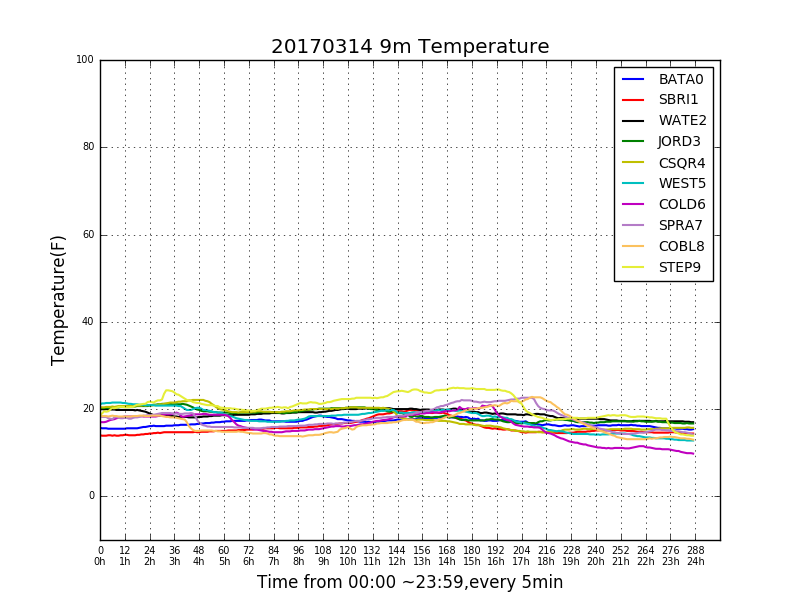 20170314 9m Temperature
100
80
60
40
20
0
Temperature(F)
BATA0
SBRI1
WATE2
JORD3
CSQR4
WEST5
COLD6
SPRA7
COBL8
STEP9
0 12 24 36 48 60 72 84 96 108 120 132 144 156 168 180 192 204 216 228 240 252 264 276 288
0h 1h 2h 3h 4h 5h 6h 7h 8h 9h 10h 11h 12h 13h 14h 15h 16h 17h 18h 19h 20h 21h 22h 23h 24h
Time from 00:00 ~23:59,every 5min